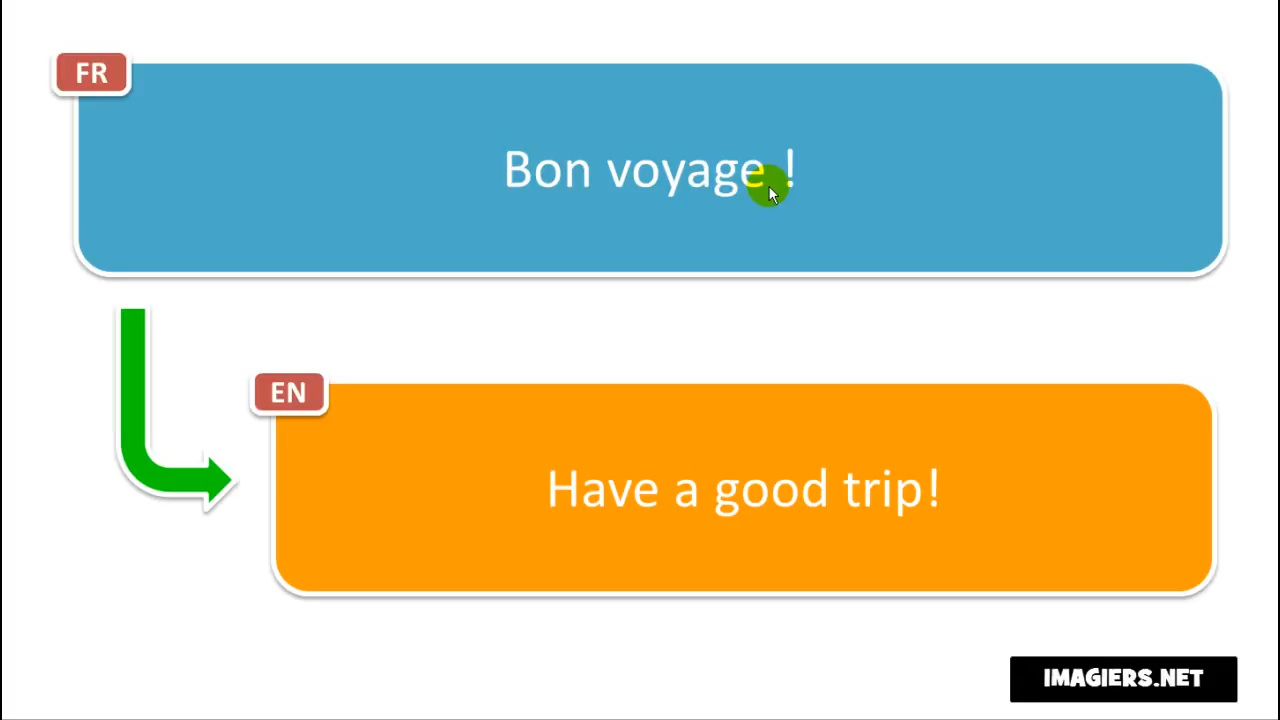 FR
Bon voyage !
EN
Have a good trip!
IMAGIERS.NET